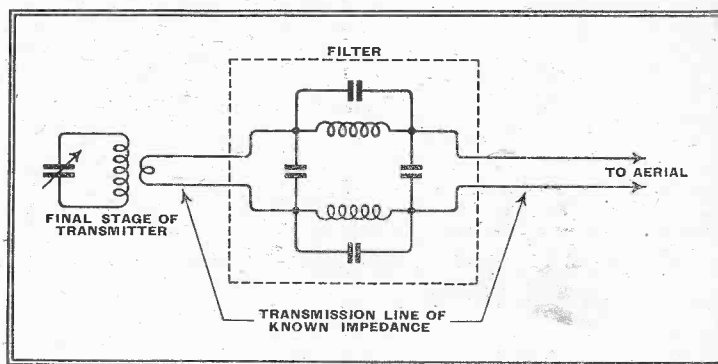 FILTER
TO AERIAL
FINAL STAGE OF
TRANSMITTER
TRANSMISSION LINE OF
KNOWN IMPEDANCE